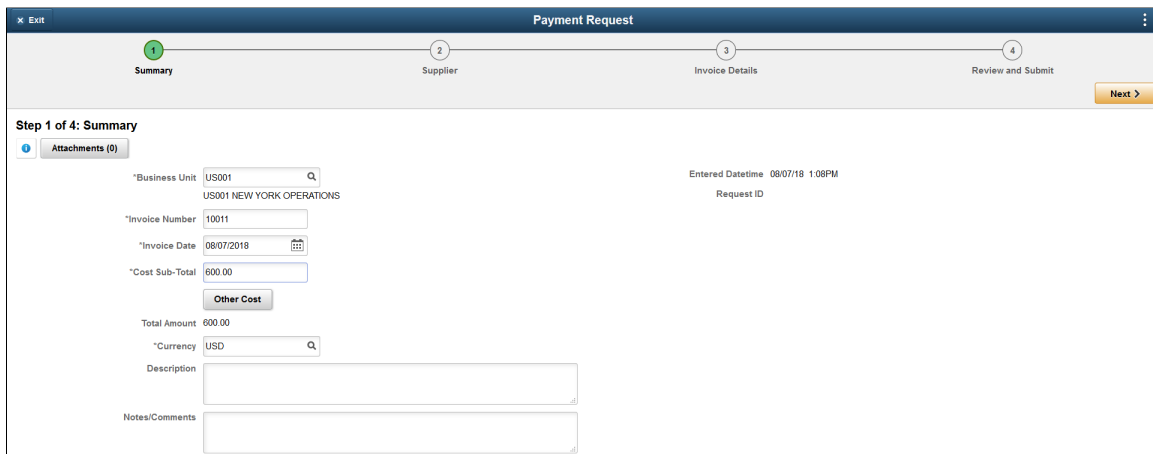 × Exit
Payment Request
1
2
3
4
Summary
Supplier
Invoice Details
Review and Submit
Next >
Step 1 of 4: Summary
Attachments (0)
*Business Unit US001
Entered Datetime 08/07/18 1:08PM
US001 NEW YORK OPERATIONS
Request ID
*Invoice Number 10011
*Invoice Date 08/07/2018
*Cost Sub-Total 600.00
Other Cost
Total Amount 600.00
*Currency USD
Description
Notes/Comments